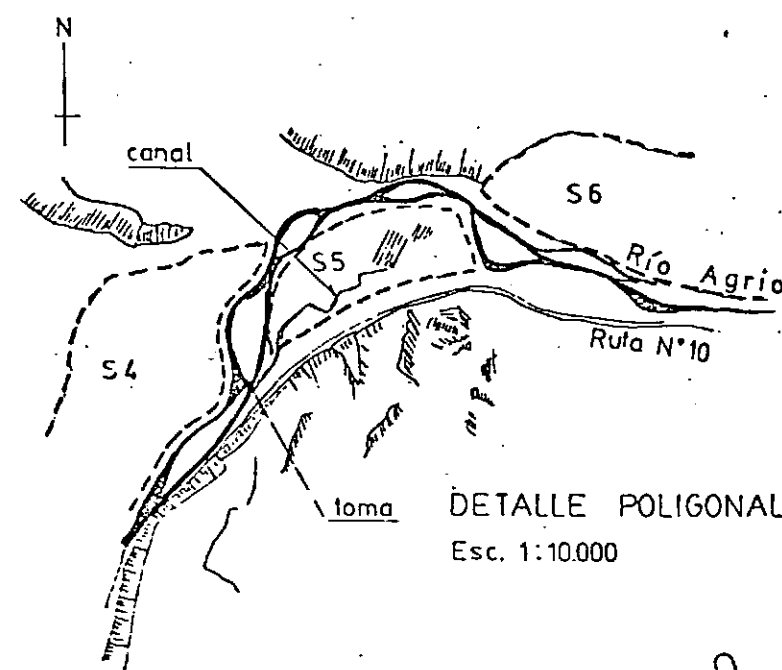 N
canal
S6
S5
Río Agrio
S4
Ruta N°10
toma
DETALLE POLIGONAL
Esc. 1:10.000